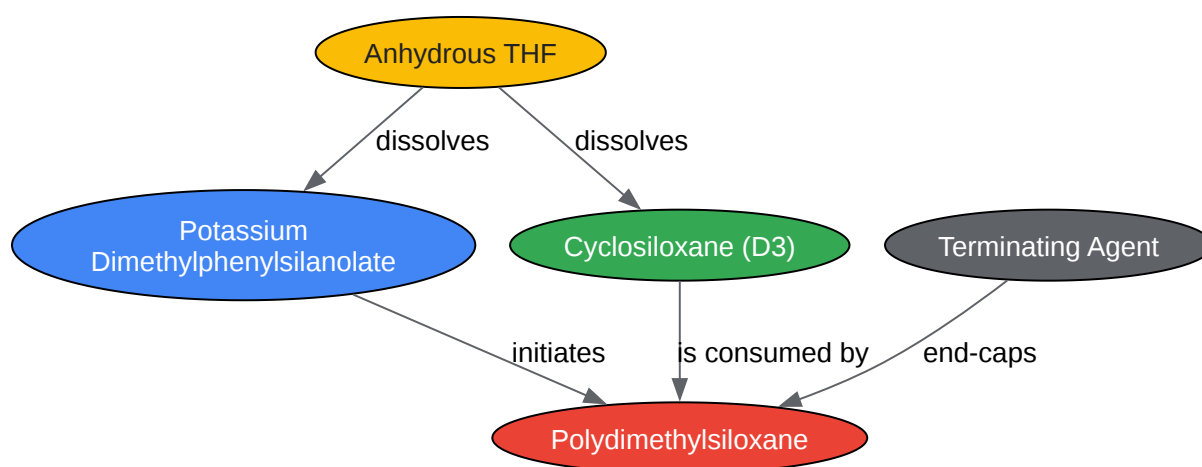 Anhydrous THF
dissolves
dissolves
Potassium
Dimethylphenylsilanolate
Cyclosiloxane (D3)
Terminating Agent
initiates
is consumed by
end-caps
Polydimethylsiloxane